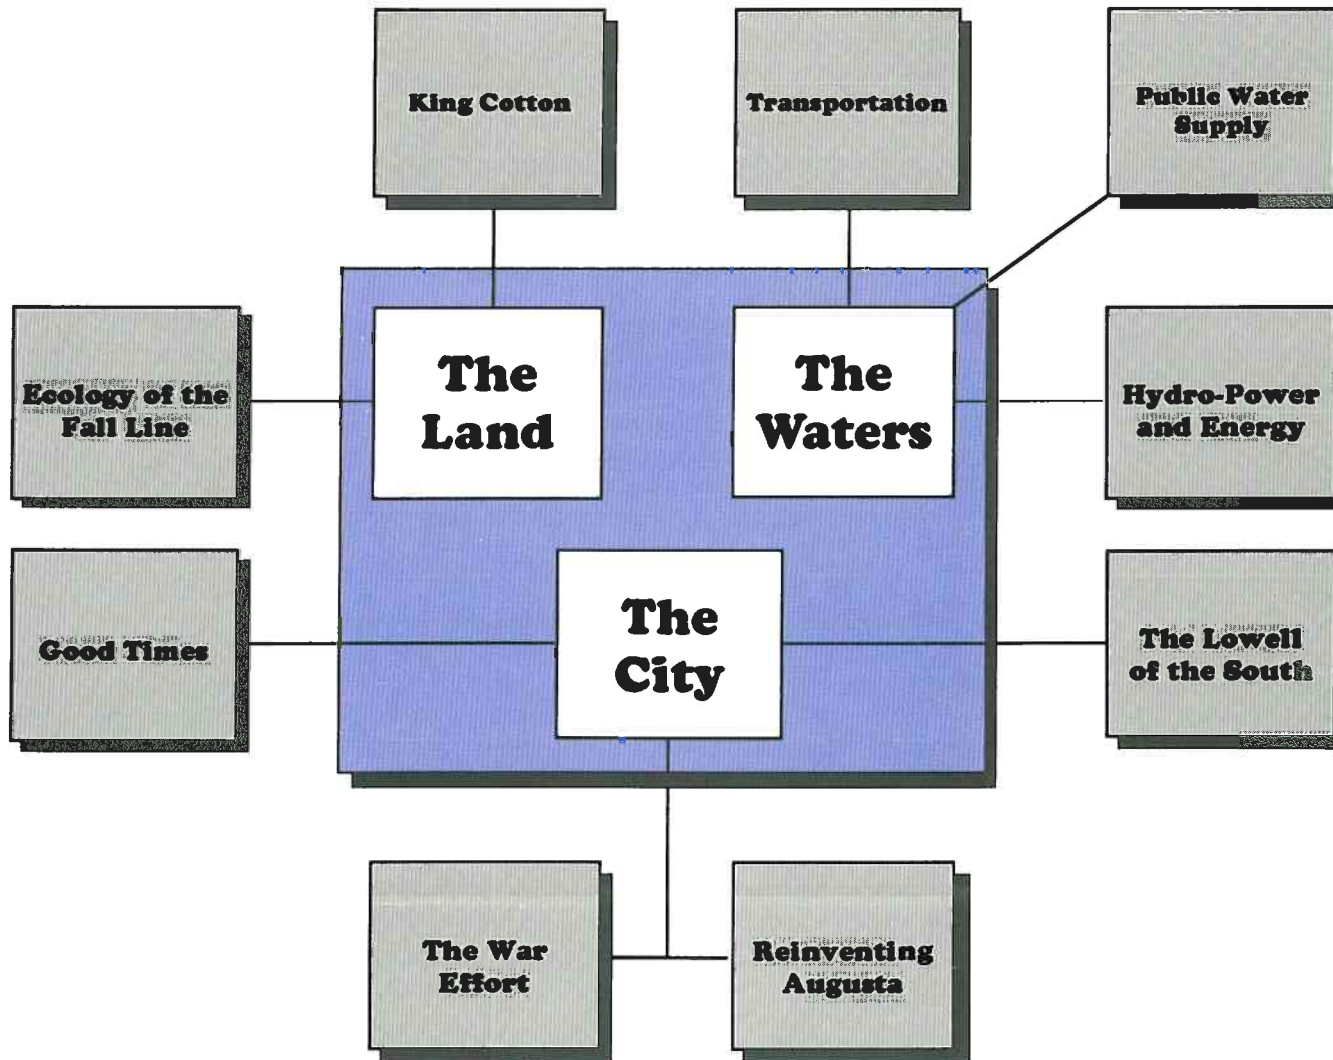 King Cotton
Transportation
Public Water
Supply
The
Land
The
Waters
Ecology of the
Fall Line
Hydro-Power
and Energy
Good Times
The
City
The Lowell
of the South
The War
Effort
Reinventing
Augusta